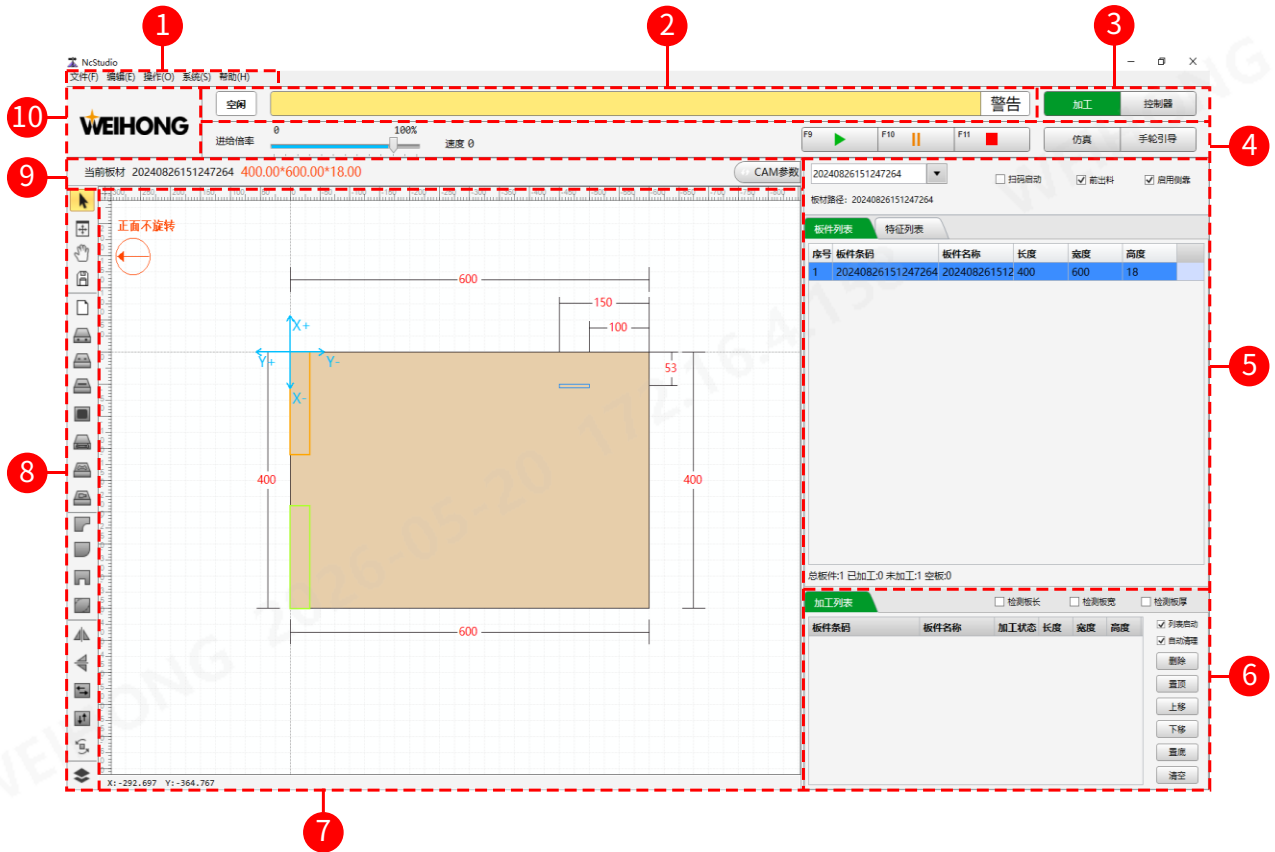 1
2
3
NcStudio
文件(F) 编辑(E) 操作(O) 系统(S) 帮助(H)
10
WEIHONG
空闲
警告
加工
控制器
进给倍率
0
100%
速度 0
F9
F10
F11
仿真
手轮引导
4
9
当前板材 20240826151247264 400.00*600.00*18.00
CAM参数
20240826151247264
扫码启动
前出料
启用侧靠
板材路径: 20240826151247264
正面不旋转
板件列表
特征列表
序号 板件条码 板件名称 长度 宽度 高度
1 20240826151247264 202408261512 400 600 18
600
150
100
X+
Y+
Y-
X-
53
5
8
400
400
600
总板件:1 已加工:0 未加工:1 空板:0
加工列表
检测板长
检测板宽
检测板厚
板件条码 板件名称 加工状态 长度 宽度 高度
列表启动
自动清理
删除
置顶
6
上移
下移
置底
清空
X:-292.697 Y:-364.767
7
WEIHONG 2026-05-20 172.16.4.153